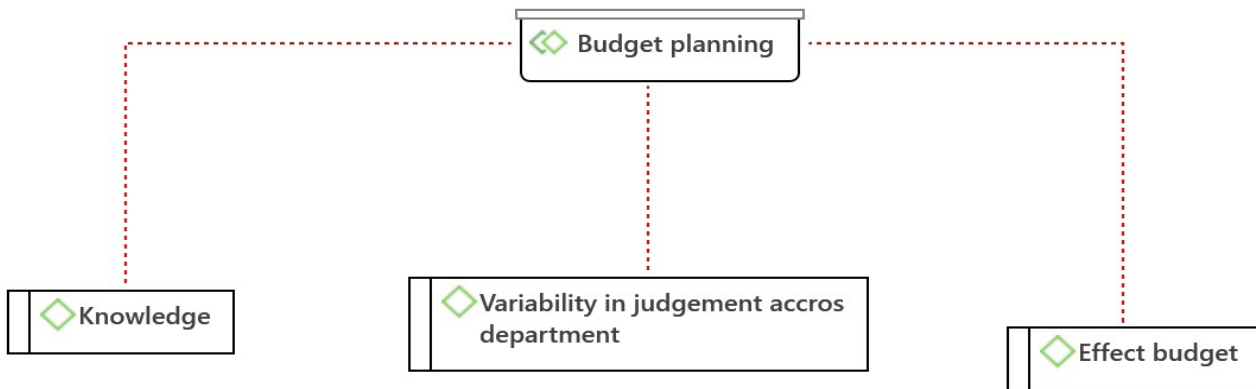 Budget planning
Knowledge
Variability in judgement accros
department
Effect budget